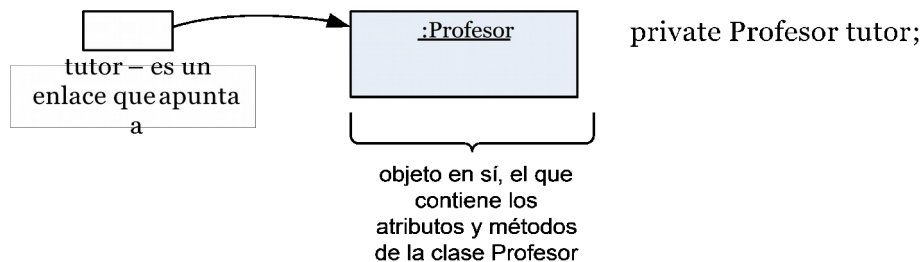 :Profesor
private Profesor tutor;
tutor – es un
enlace que apunta
a
objeto en sí, el que
contiene los
atributos y métodos
de la clase Profesor